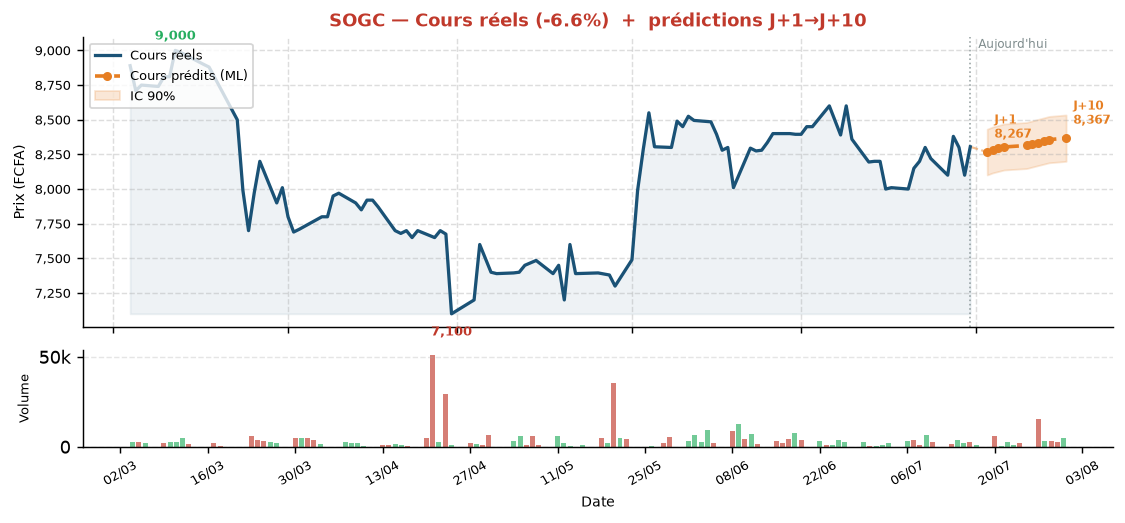 SOGC — Cours réels (-6.6%)  +  prédictions J+1→J+10
9,000
Aujourd'hui
Cours réels
Cours prédits (ML)
IC 90%
J+1
8,267
J+10
8,367
7,100
Prix (FCFA)
9,000
8,750
8,500
8,250
8,000
7,750
7,500
7,250
Volume
50k
0
02/03
16/03
30/03
13/04
27/04
11/05
25/05
08/06
22/06
06/07
20/07
03/08
Date